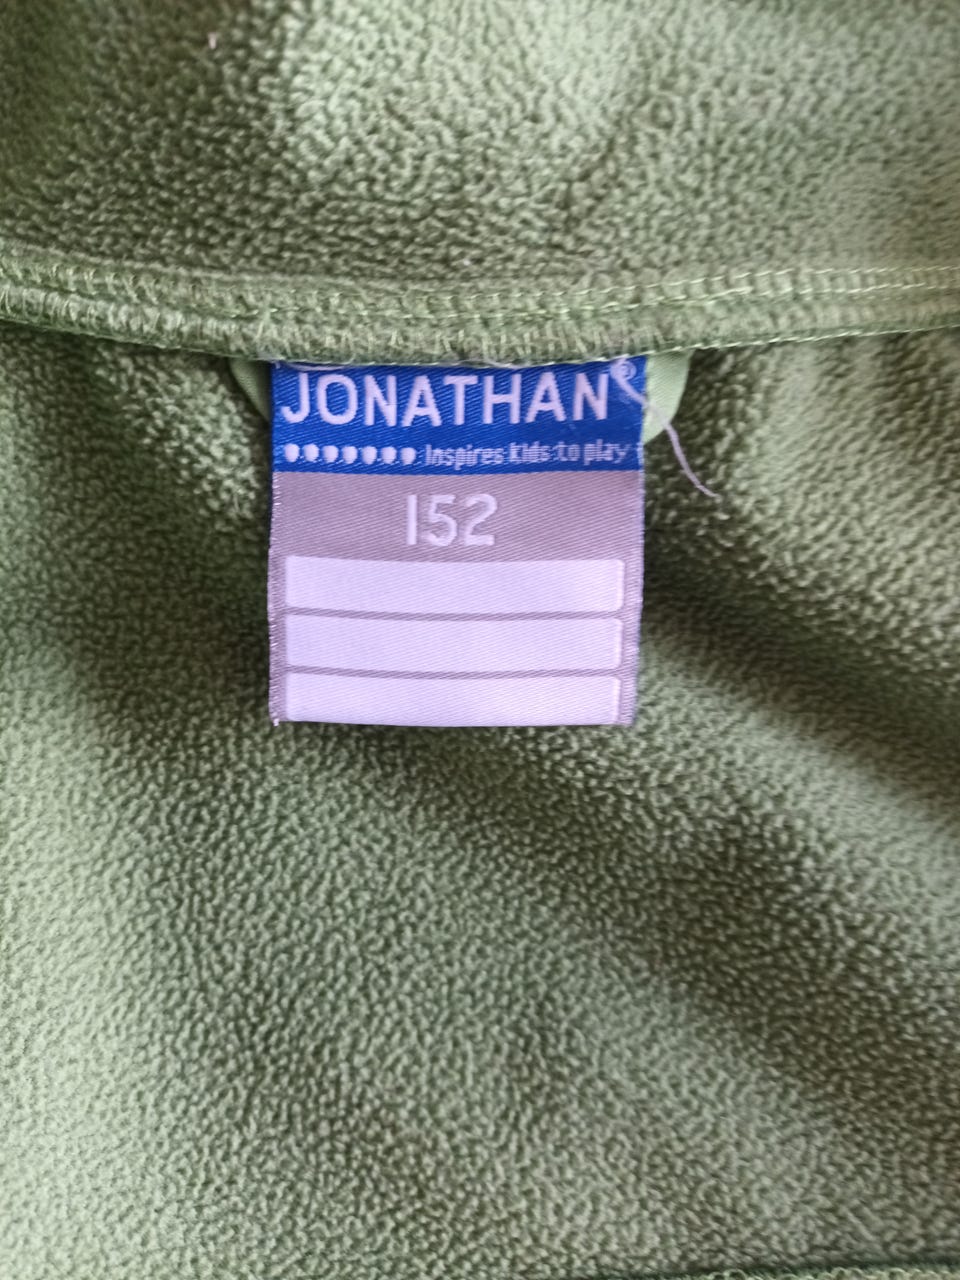 JONATHAN®
Inspires Kids to play
152